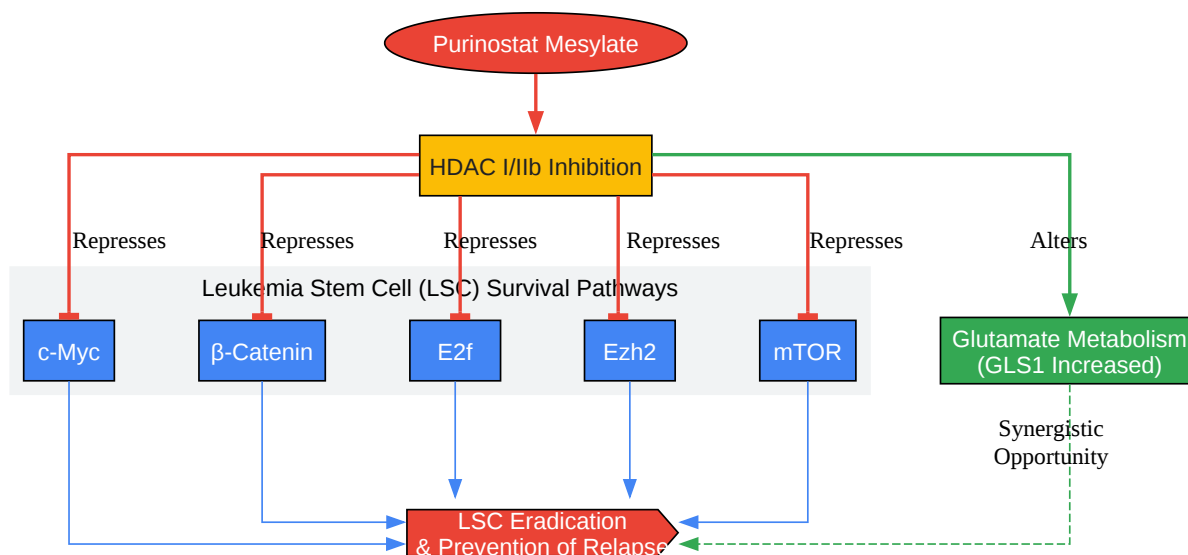 Purinostat Mesylate
HDAC I/IIb Inhibition
Represses
Represses
Represses
Represses
Represses
Alters
Leukemia Stem Cell (LSC) Survival Pathways
c-Myc
β-Catenin
E2f
Ezh2
mTOR
Glutamate Metabolism
(GLS1 Increased)
Synergistic
Opportunity
LSC Eradication
& Prevention of Relapse